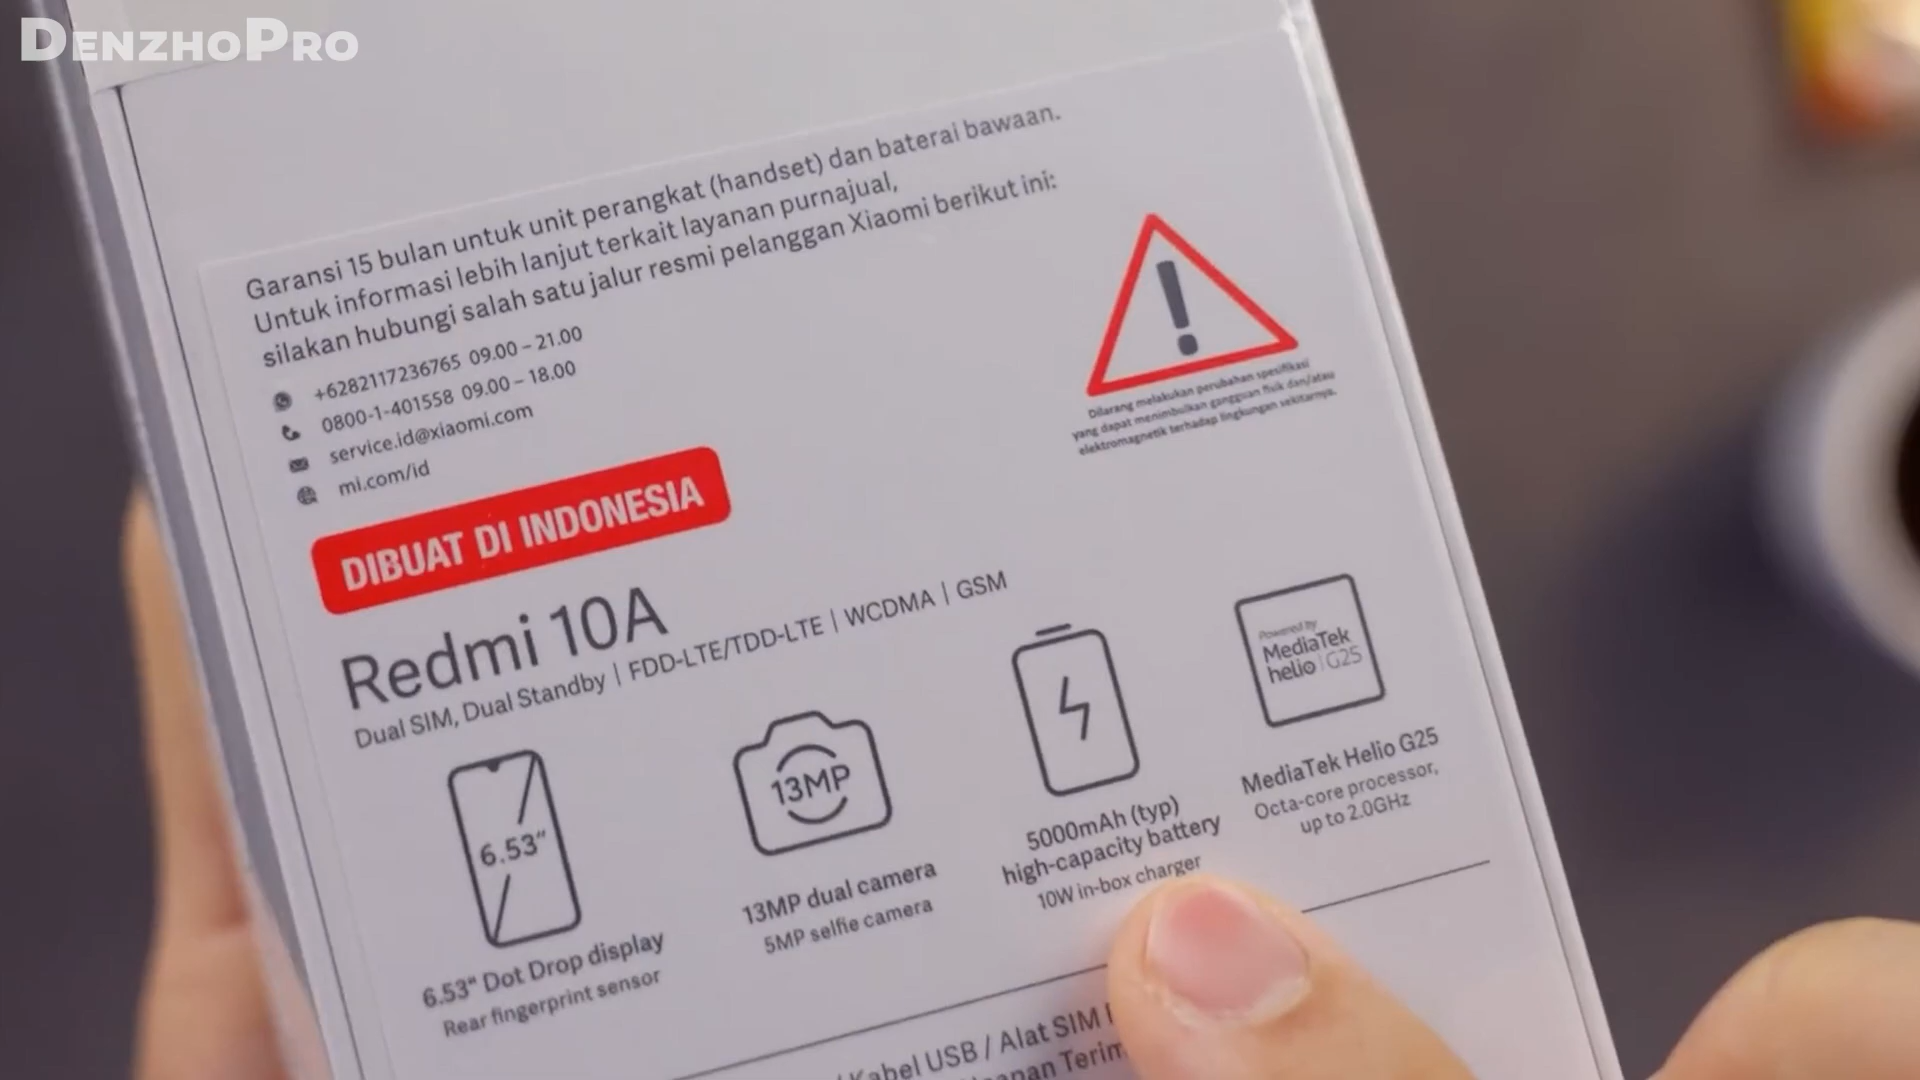 DENZHOPRO
Garansi 15 bulan untuk unit perangkat (handset) dan baterai bawaan.
Untuk informasi lebih lanjut terkait layanan purnajual,
silakan hubungi salah satu jalur resmi pelanggan Xiaomi berikut ini:
+6282117236765 09.00 – 21.00
0800-1-401558 09.00 – 18.00
service.id@xiaomi.com
mi.com/id
Dilarang melakukan perubahan spesifikasi
yang dapat menimbulkan gangguan fisik dan/atau
elektromagnetik terhadap lingkungan sekitarnya.
DIBUAT DI INDONESIA
Redmi 10A
Dual SIM, Dual Standby | FDD-LTE/TDD-LTE | WCDMA | GSM
6.53"
6.53" Dot Drop display
Rear fingerprint sensor
13MP
13MP dual camera
5MP selfie camera
5000mAh (typ)
high-capacity battery
10W in-box charger
Powered by
MediaTek
helio | G25
MediaTek Helio G25
Octa-core processor,
up to 2.0GHz
Kabel USB / Alat SIM